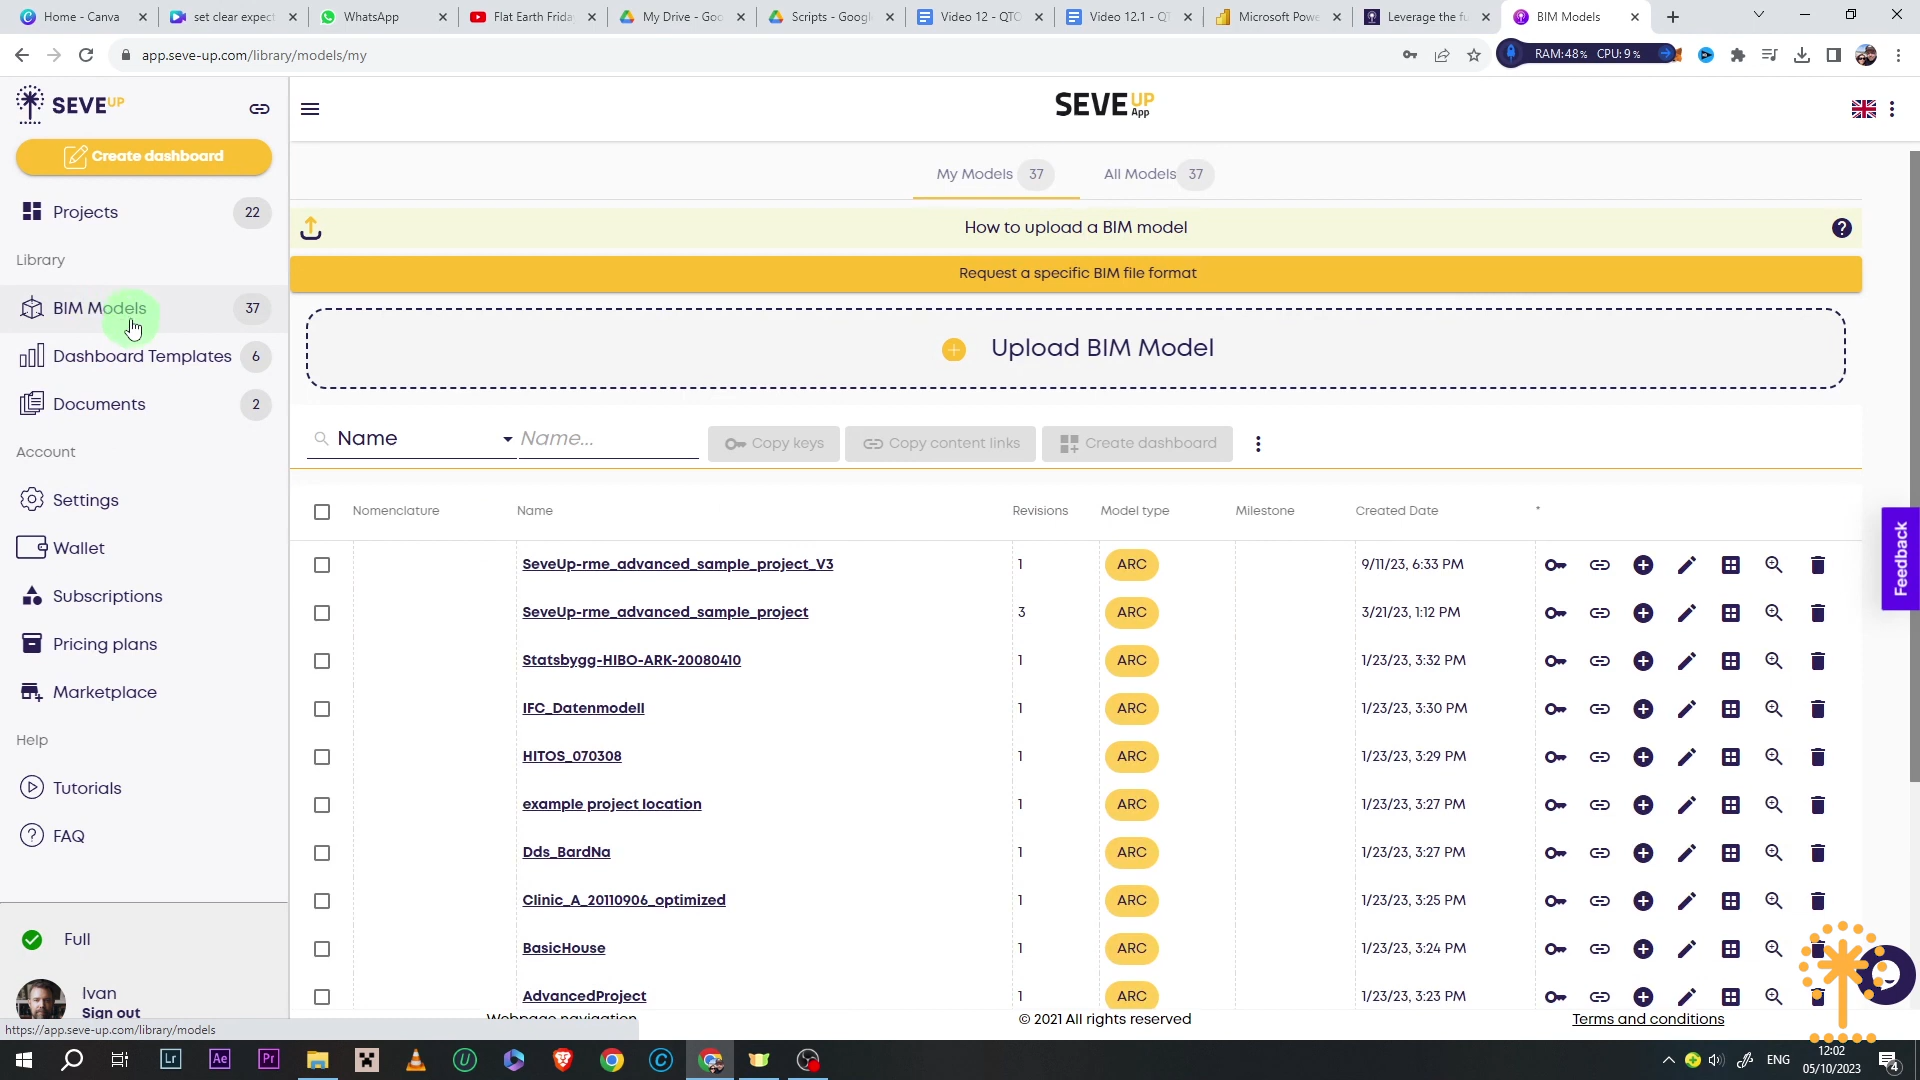 Home - Canva
set clear expect
WhatsApp
Flat Earth Frida
My Drive - Goo
Scripts - Google
Video 12 - QTO
Video 12.1 - QT
Microsoft Powe
Leverage the fu
BIM Models
app.seve-up.com/library/models/my
RAM:48% CPU:9%
SEVE UP
Create dashboard
Projects 22
Library
BIM Models 37
Dashboard Templates 6
Documents 2
Account
Settings
Wallet
Subscriptions
Pricing plans
Marketplace
Help
Tutorials
FAQ
Full
Ivan
Sign out
https://app.seve-up.com/library/models
SEVE UP App
My Models 37
All Models 37
How to upload a BIM model
Request a specific BIM file format
Upload BIM Model
Name
Name...
Copy keys
Copy content links
Create dashboard
Nomenclature Name Revisions Model type Milestone Created Date *
SeveUp-rme_advanced_sample_project_V3 1 ARC 9/11/23, 6:33 PM
SeveUp-rme_advanced_sample_project 3 ARC 3/21/23, 1:12 PM
Statsbygg-HIBO-ARK-20080410 1 ARC 1/23/23, 3:32 PM
IFC_Datenmodell 1 ARC 1/23/23, 3:30 PM
HITOS_070308 1 ARC 1/23/23, 3:29 PM
example project location 1 ARC 1/23/23, 3:27 PM
Dds_BardNa 1 ARC 1/23/23, 3:27 PM
Clinic_A_20110906_optimized 1 ARC 1/23/23, 3:25 PM
BasicHouse 1 ARC 1/23/23, 3:24 PM
AdvancedProject 1 ARC 1/23/23, 3:23 PM
Webpage navigation
© 2021 All rights reserved
Terms and conditions
Feedback
Lr
Ae
Pr
ENG
12:02
05/10/2023
4